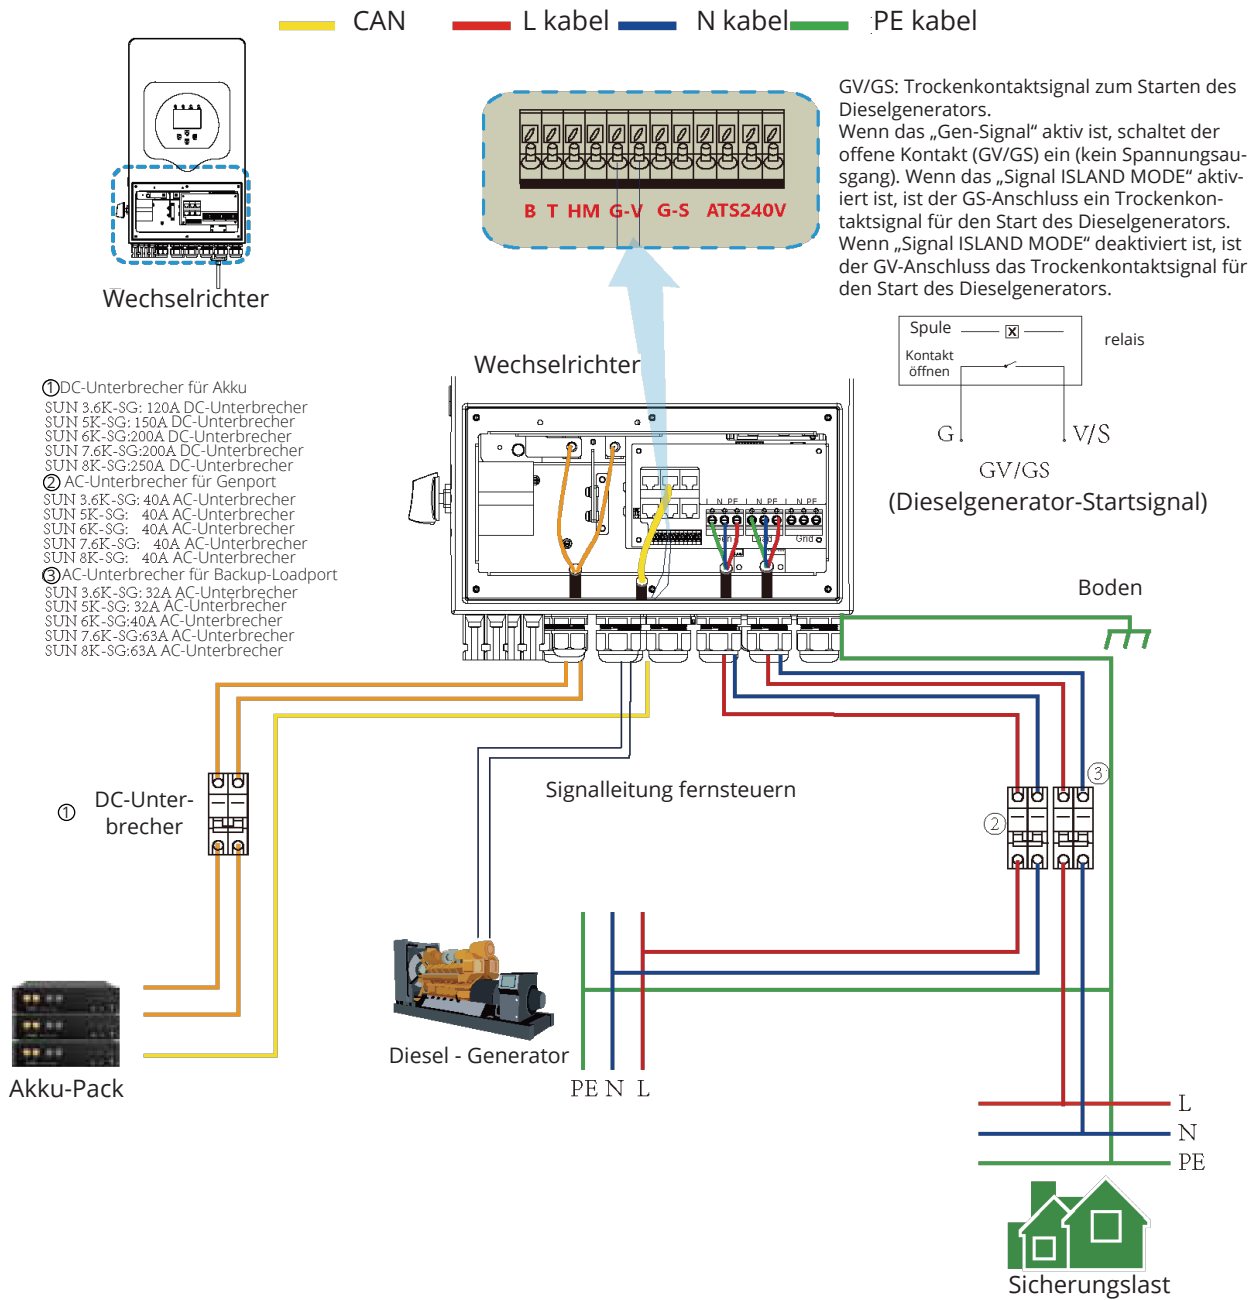 CAN
L kabel
N kabel
PE kabel
GV/GS: Trockenkontaktsignal zum Starten des
Dieselgenerators.
Wenn das „Gen-Signal“ aktiv ist, schaltet der
offene Kontakt (GV/GS) ein (kein Spannungsau-
sgang). Wenn das „Signal ISLAND MODE“ aktiv-
iert ist, ist der GS-Anschluss ein Trockenkon-
taktsignal für den Start des Dieselgenerators.
Wenn „Signal ISLAND MODE“ deaktiviert ist, ist
der GV-Anschluss das Trockenkontaktsignal für
den Start des Dieselgenerators.
B T HM G-V G-S ATS240V
Wechselrichter
Spule
x
relais
Kontakt
öffnen
G
V/S
GV/GS
(Dieselgenerator-Startsignal)
Wechselrichter
①DC-Unterbrecher für Akku
SUN 3.6K-SG: 120A DC-Unterbrecher
SUN 5K-SG: 150A DC-Unterbrecher
SUN 6K-SG:200A DC-Unterbrecher
SUN 7.6K-SG:200A DC-Unterbrecher
SUN 8K-SG:250A DC-Unterbrecher
② AC-Unterbrecher für Genport
SUN 3.6K-SG: 40A AC-Unterbrecher
SUN 5K-SG: 40A AC-Unterbrecher
SUN 6K-SG: 40A AC-Unterbrecher
SUN 7.6K-SG: 40A AC-Unterbrecher
SUN 8K-SG: 40A AC-Unterbrecher
③AC-Unterbrecher für Backup-Loadport
SUN 3.6K-SG: 32A AC-Unterbrecher
SUN 5K-SG: 32A AC-Unterbrecher
SUN 6K-SG:40A AC-Unterbrecher
SUN 7.6K-SG:63A AC-Unterbrecher
SUN 8K-SG:63A AC-Unterbrecher
L N PE L N PE L N PE
Gen Load Grid
Boden
① DC-Unter-
brecher
Signalleitung fernsteuern
②
③
Akku-Pack
Diesel - Generator
PE N L
L
N
PE
Sicherungslast